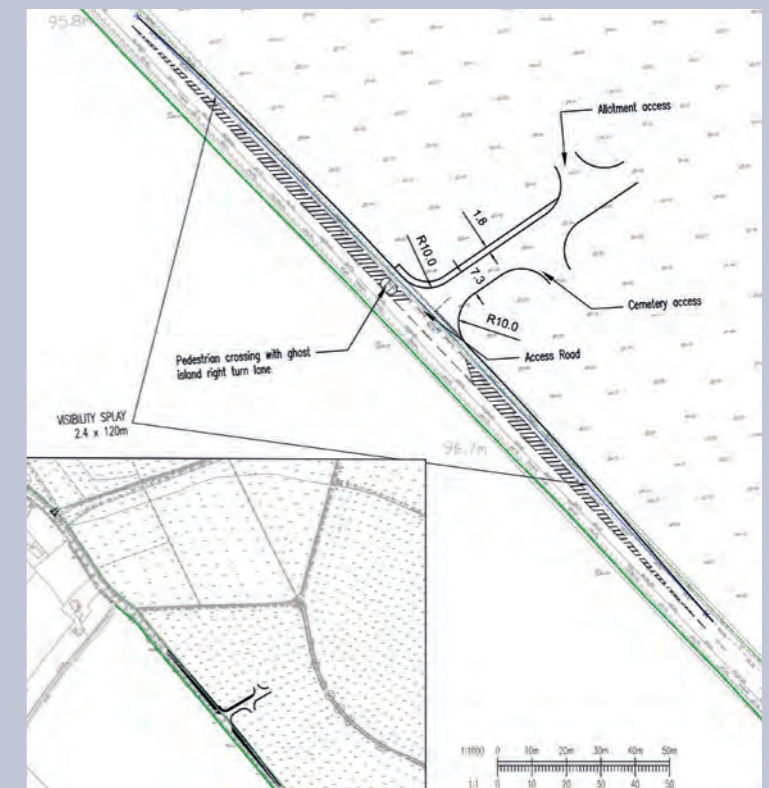 95.8m
Allotment access
1.8
R10.0
7.3
Cemetery access
R10.0
Access Road
Pedestrian crossing with ghost
island right turn lane
VISIBILITY SPLAY
2.4 x 120m
96.7m
1:1000 0 10m 20m 30m 40m 50m
1:1 0 10 20 30 40 50